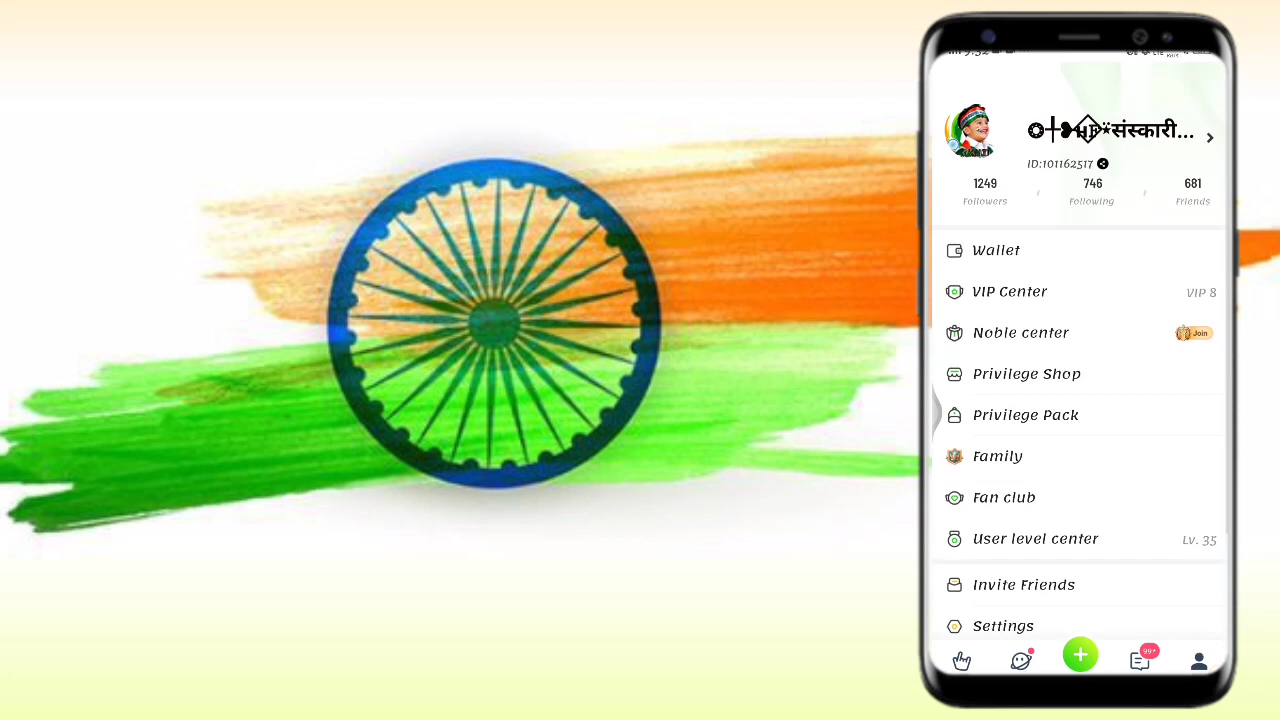 संस्कारी...
ID:101162517
1249 746 681
Followers Following Friends
Wallet
VIP Center VIP 8
Noble center Join
Privilege Shop
Privilege Pack
Family
Fan club
User level center Lv. 35
Invite Friends
Settings
99+